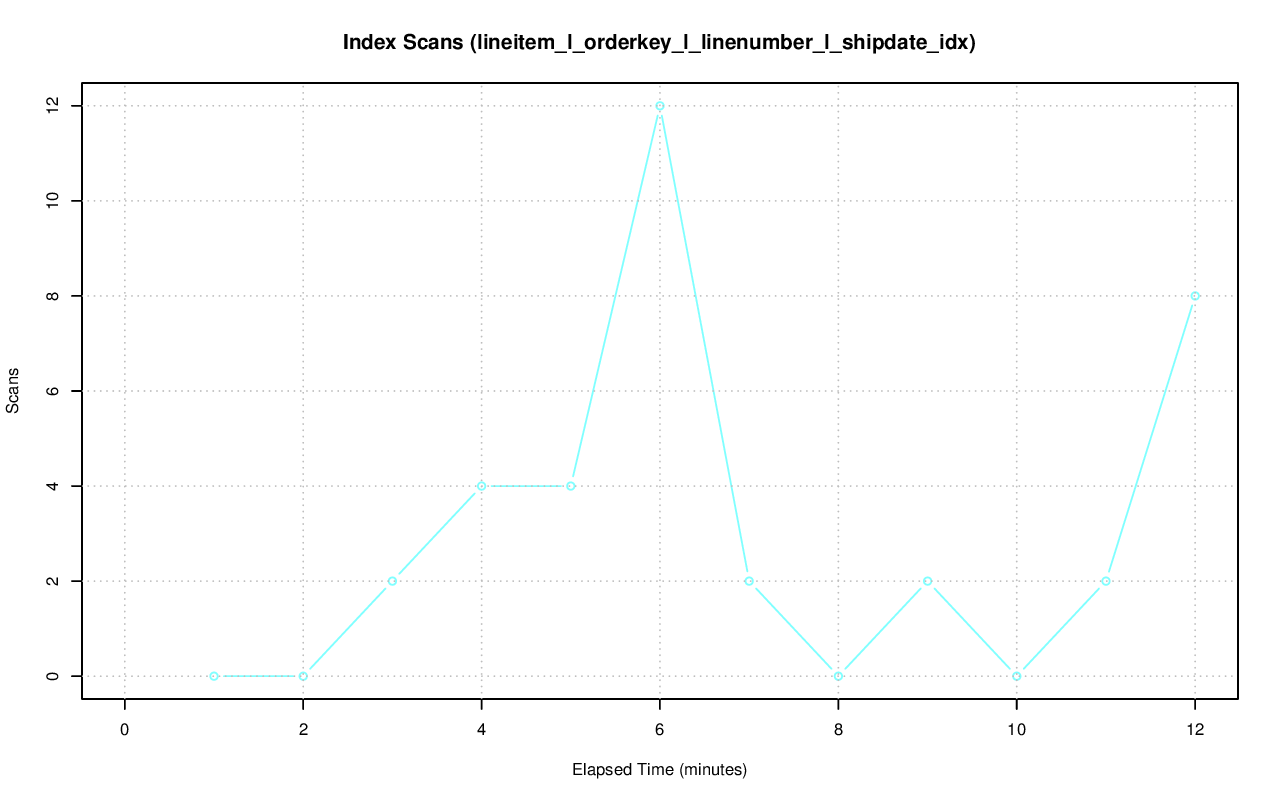 Index Scans (lineitem_l_orderkey_l_linenumber_l_shipdate_idx)
12
10
8
6
4
2
0
Scans
0 2 4 6 8 10 12
Elapsed Time (minutes)